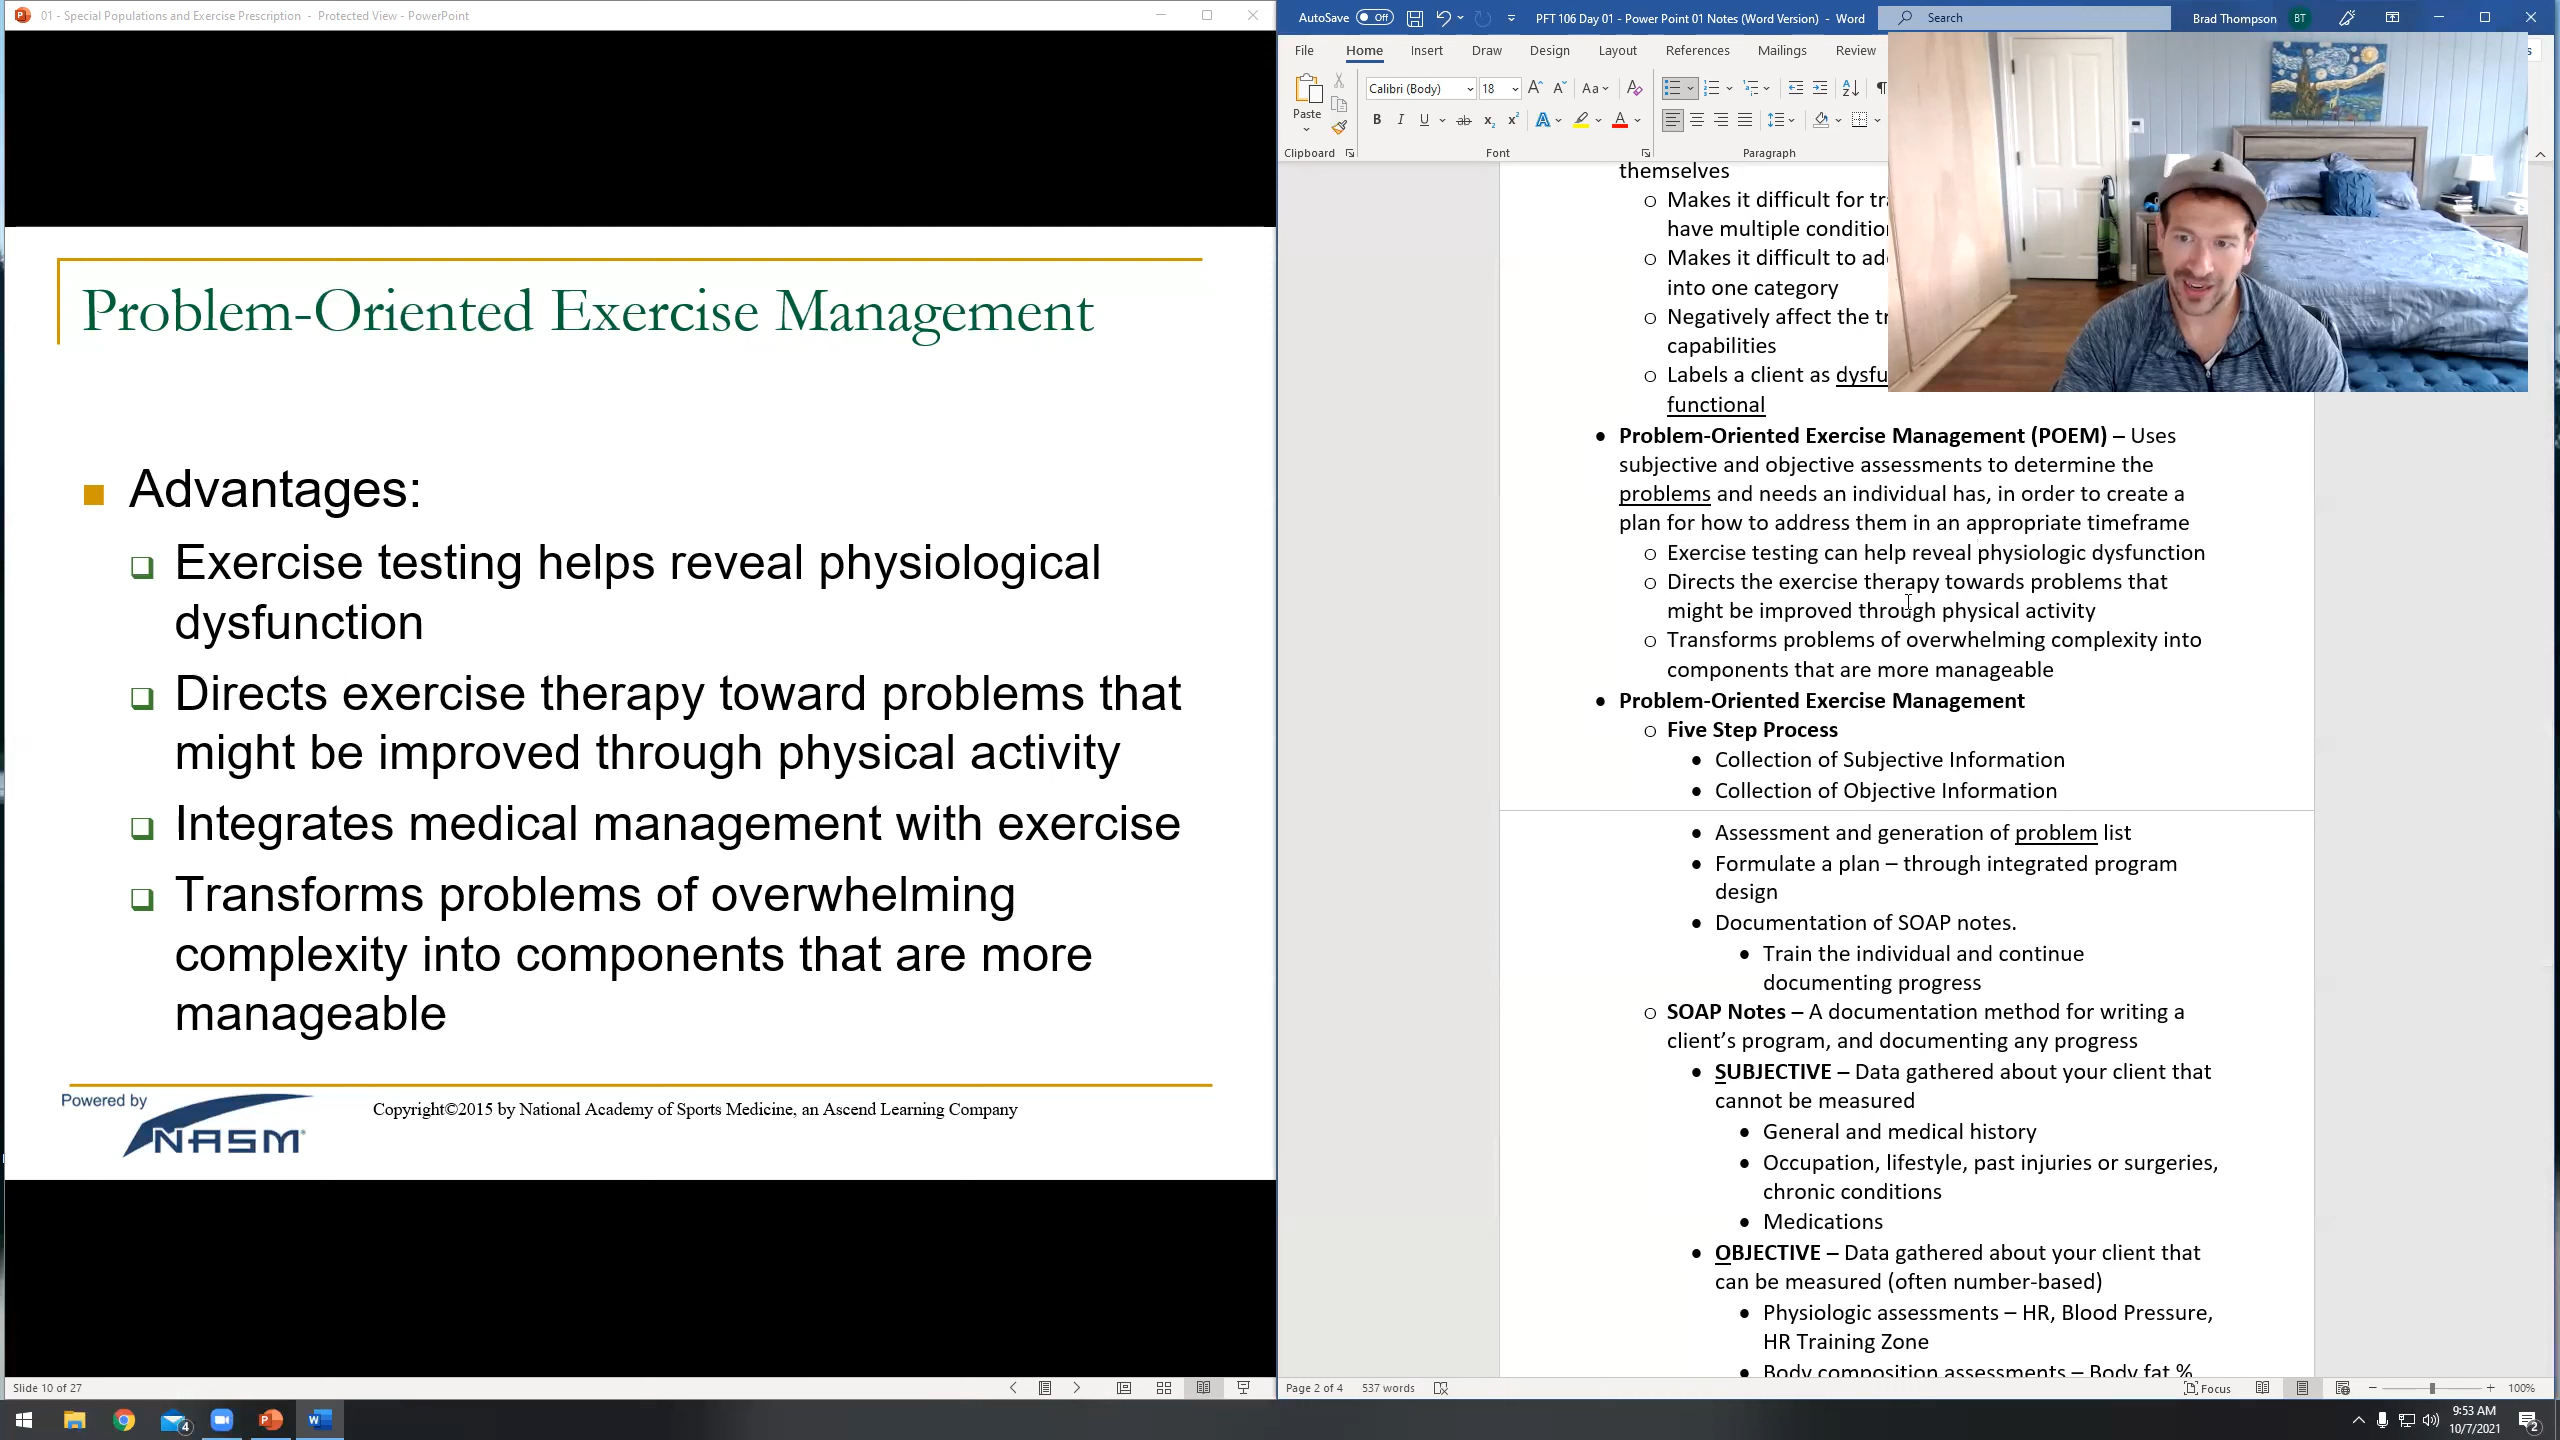 01 - Special Populations and Exercise Prescription - Protected View - PowerPoint
Problem-Oriented Exercise Management
Advantages:
Exercise testing helps reveal physiological
dysfunction
Directs exercise therapy toward problems that
might be improved through physical activity
Integrates medical management with exercise
Transforms problems of overwhelming
complexity into components that are more
manageable
Powered by
NASM
Copyright©2015 by National Academy of Sports Medicine, an Ascend Learning Company
Slide 10 of 27
AutoSave Off
PFT 106 Day 01 - Power Point 01 Notes (Word Version) - Word
Search
Brad Thompson BT
File Home Insert Draw Design Layout References Mailings Review
Paste
Calibri (Body) 18
Clipboard Font Paragraph
themselves
Makes it difficult for
have multiple
Makes it difficult to
into one category
Negatively affect the
capabilities
Labels a client as
functional
Problem-Oriented Exercise Management (POEM) – Uses
subjective and objective assessments to determine the
problems and needs an individual has, in order to create a
plan for how to address them in an appropriate timeframe
Exercise testing can help reveal physiologic dysfunction
Directs the exercise therapy towards problems that
might be improved through physical activity
Transforms problems of overwhelming complexity into
components that are more manageable
Problem-Oriented Exercise Management
Five Step Process
Collection of Subjective Information
Collection of Objective Information
Assessment and generation of problem list
Formulate a plan – through integrated program
design
Documentation of SOAP notes.
Train the individual and continue
documenting progress
SOAP Notes – A documentation method for writing a
client’s program, and documenting any progress
SUBJECTIVE – Data gathered about your client that
cannot be measured
General and medical history
Occupation, lifestyle, past injuries or surgeries,
chronic conditions
Medications
OBJECTIVE – Data gathered about your client that
can be measured (often number-based)
Physiologic assessments – HR, Blood Pressure,
HR Training Zone
Body composition assessments – Body fat %
Page 2 of 4 537 words
Focus
100%
4
9:53 AM
10/7/2021
2